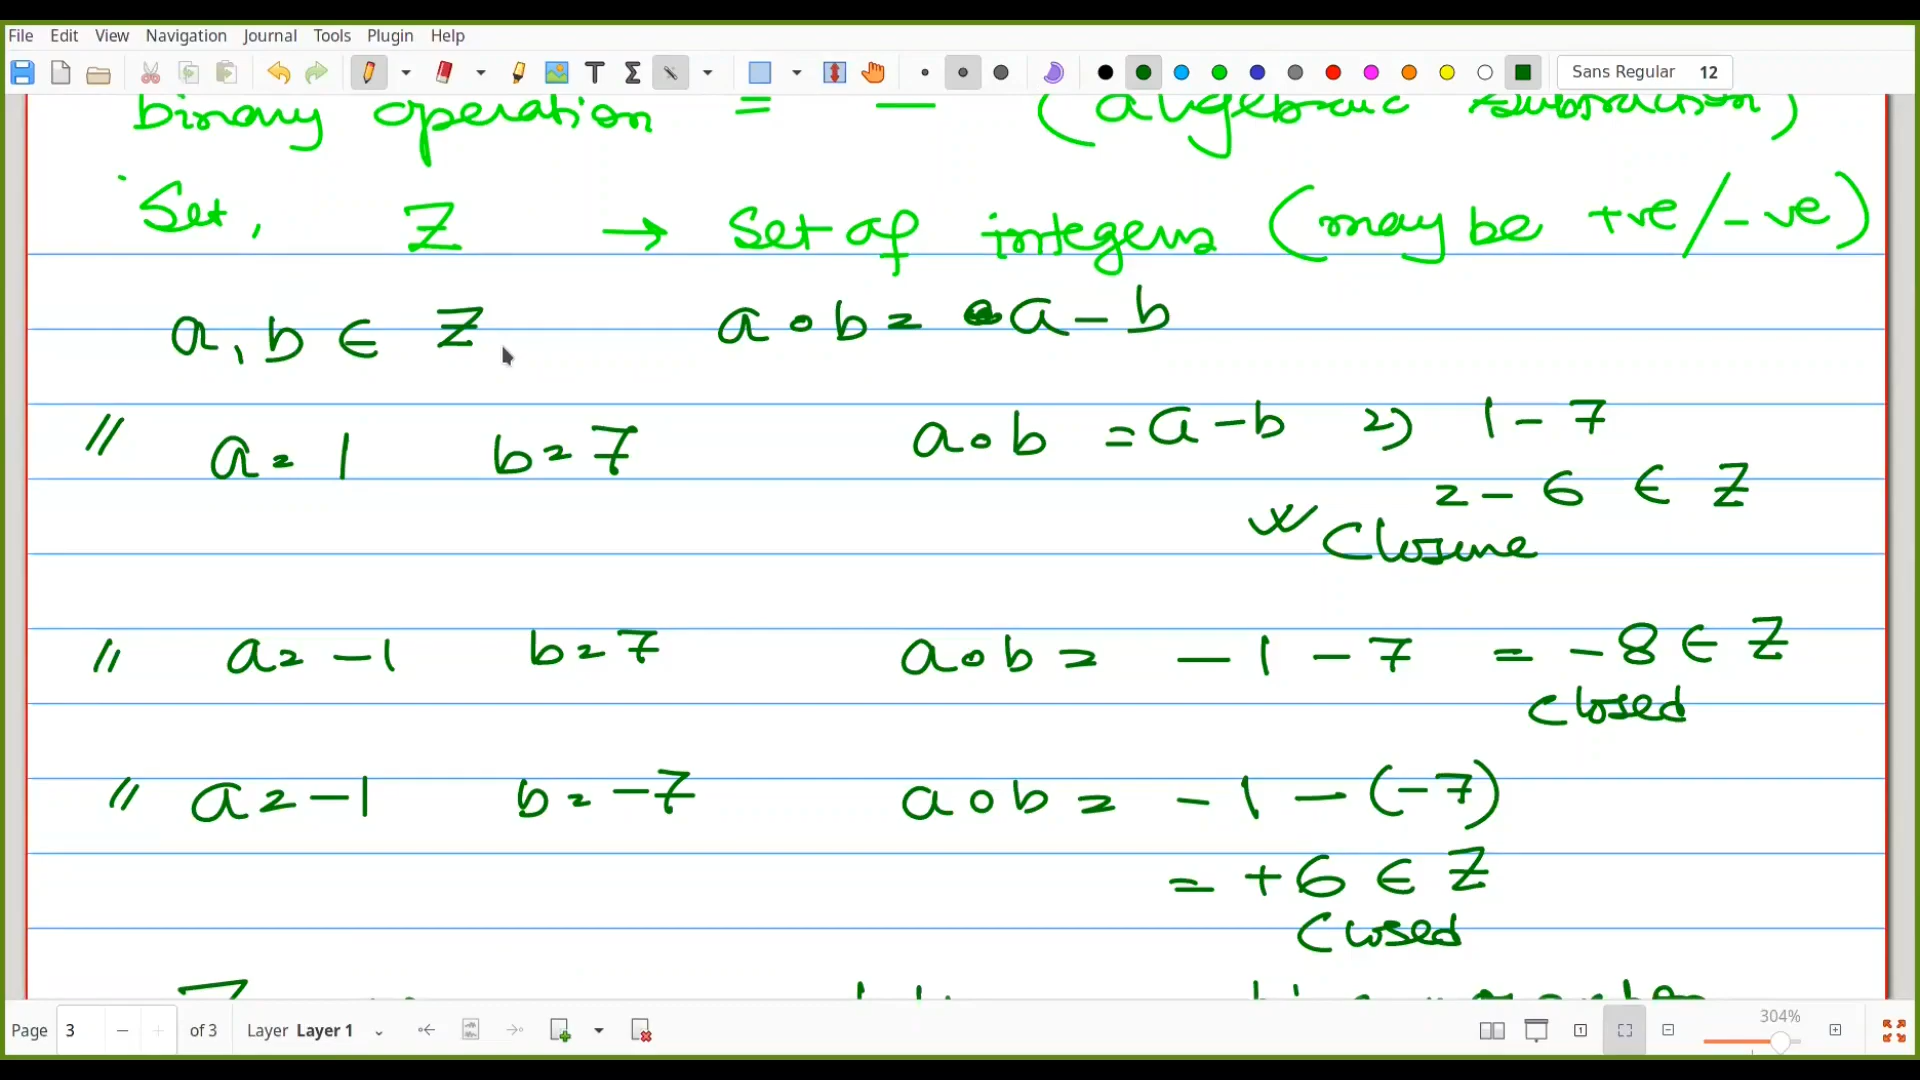 File Edit View Navigation Journal Tools Plugin Help
Sans Regular 12
binary operation = — (algebraic subtraction)
Set, Z → Set of integers (may be +ve/-ve)
a, b ∈ Z a∘b = a - b
// a = 1 b = 7 a∘b = a - b => 1 - 7
= - 6 ∈ Z
Closure
// a = -1 b = 7 a∘b = -1 - 7 = -8 ∈ Z
closed
// a = -1 b = -7 a∘b = -1 - (-7)
= +6 ∈ Z
Closed
Page 3 of 3 Layer Layer 1 304%